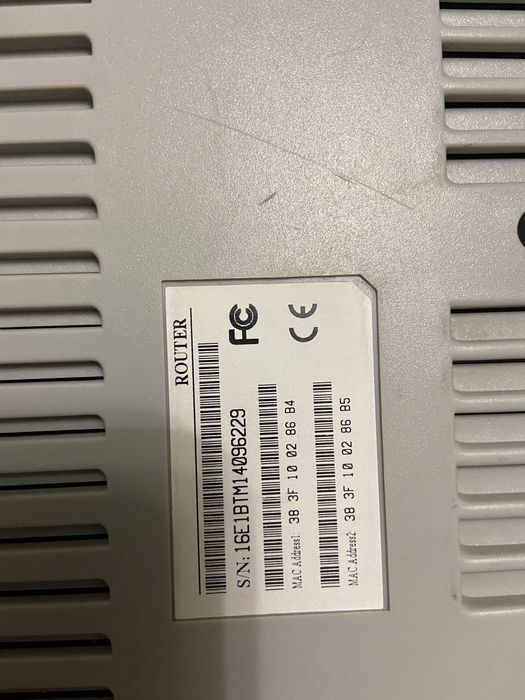 ROUTER
S/N: 16E1BTM14096229
FC
CE
MAC Address1: 38 3F 10 02 86 B4
MAC Address2: 38 3F 10 02 86 B5